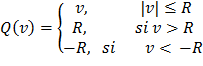 Q(v) = { v, |v| ≤ R
R, si v > R
−R, si v < −R